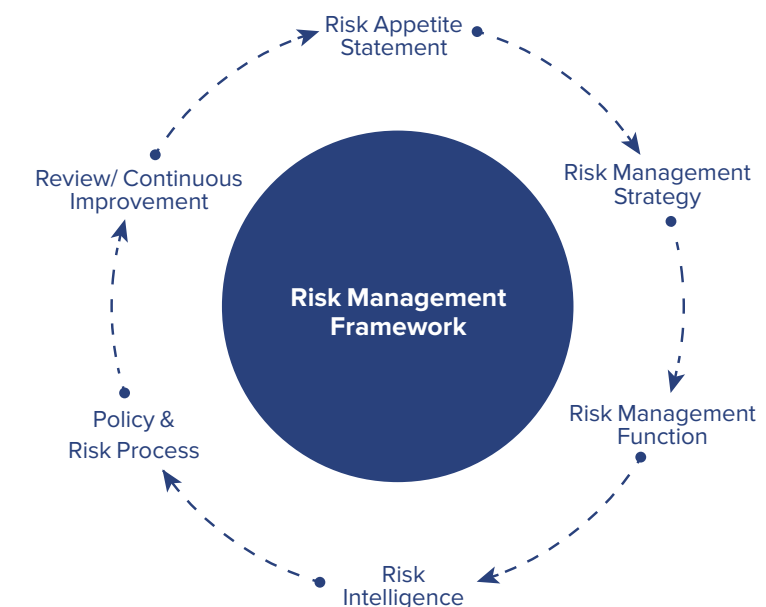 Risk Appetite
Statement
Risk Management
Strategy
Risk Management
Function
Risk
Intelligence
Policy &
Risk Process
Review/ Continuous
Improvement
Risk Management
Framework